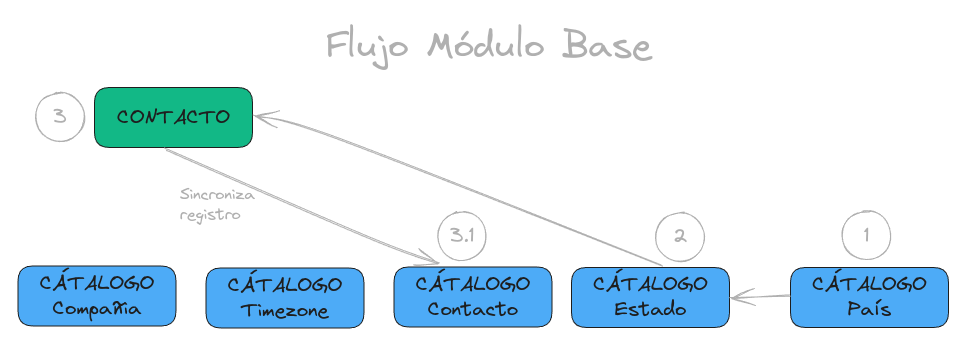 Flujo Módulo Base
3
CONTACTO
Sincroniza
registro
3.1
2
1
CÁTALOGO
Compañia
CÁTALOGO
Timezone
CÁTALOGO
Contacto
CÁTALOGO
Estado
CÁTALOGO
País